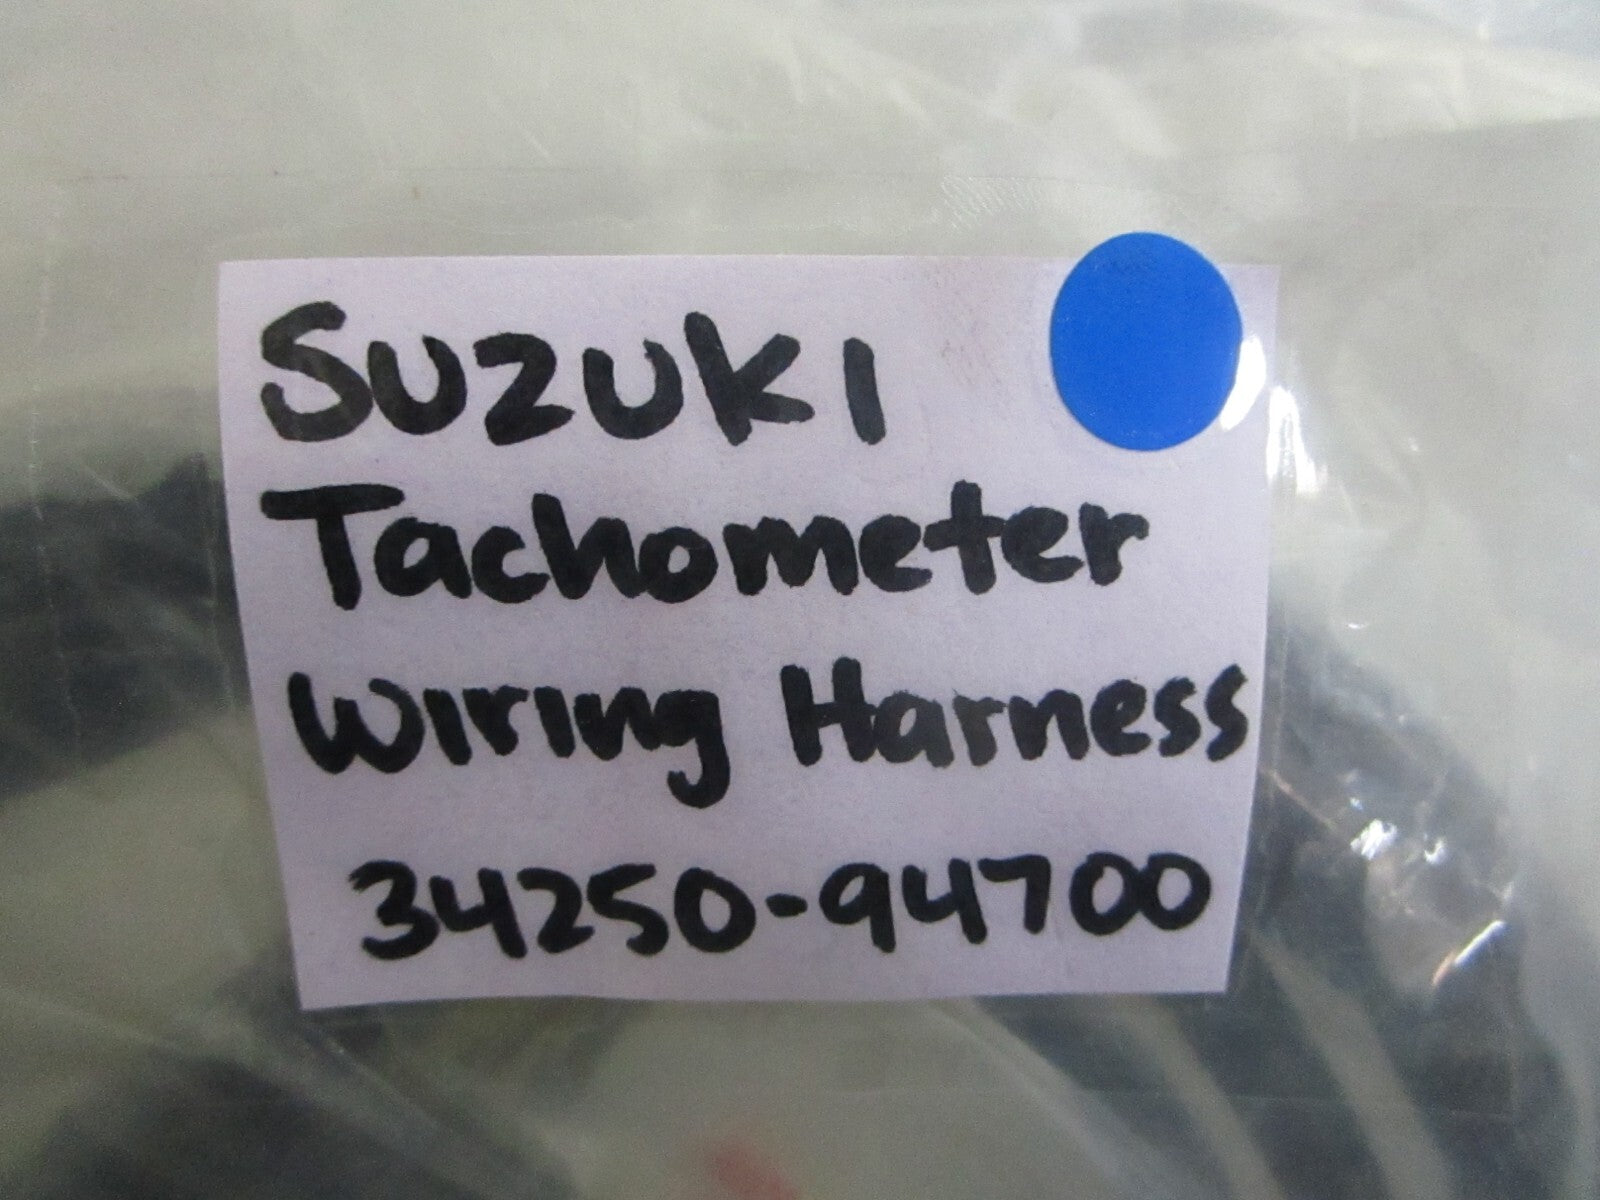 Suzuki
Tachometer
Wiring Harness
34250-94700